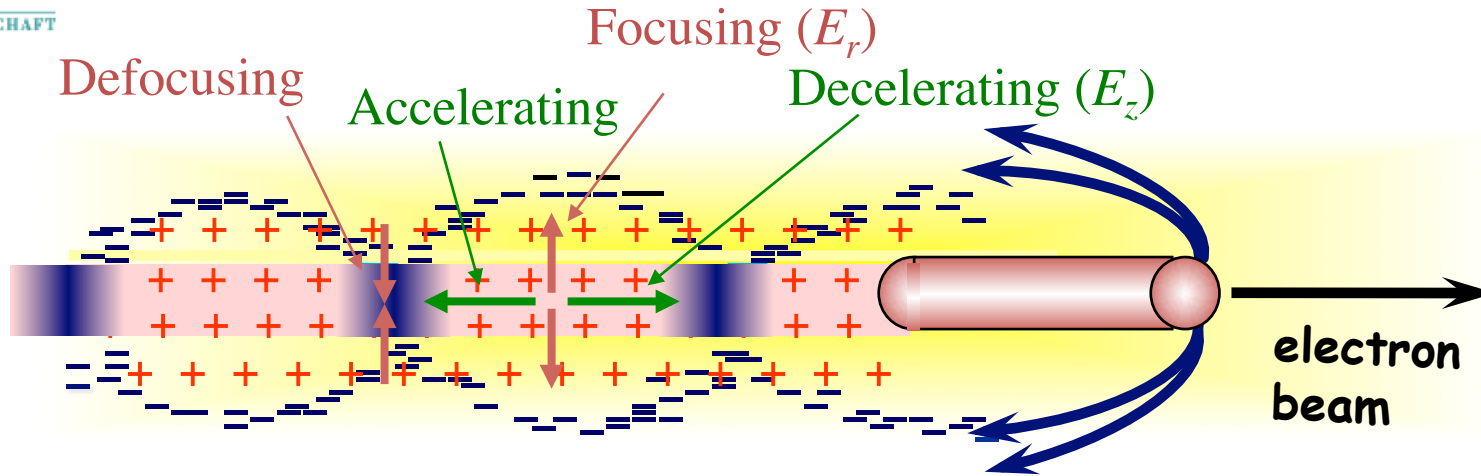 CHAFT
Focusing (E_r)
Defocusing
Accelerating
Decelerating (E_z)
electron
beam